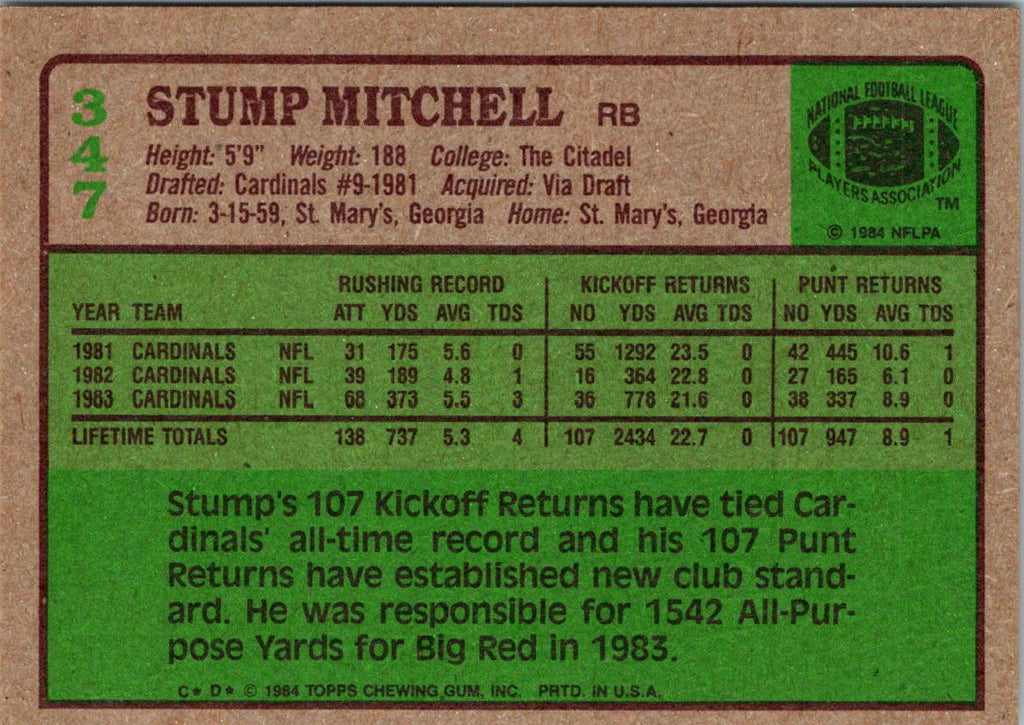 347
STUMP MITCHELL RB
Height: 5'9" Weight: 188 College: The Citadel
Drafted: Cardinals #9-1981 Acquired: Via Draft
Born: 3-15-59, St. Mary's, Georgia Home: St. Mary's, Georgia
NATIONAL FOOTBALL LEAGUE
PLAYERS ASSOCIATION
TM
© 1984 NFLPA
RUSHING RECORD KICKOFF RETURNS PUNT RETURNS
YEAR TEAM ATT YDS AVG TDS NO YDS AVG TDS NO YDS AVG TDS
1981 CARDINALS NFL 31 175 5.6 0 55 1292 23.5 0 42 445 10.6 1
1982 CARDINALS NFL 39 189 4.8 1 16 364 22.8 0 27 165 6.1 0
1983 CARDINALS NFL 68 373 5.5 3 36 778 21.6 0 38 337 8.9 0
LIFETIME TOTALS 138 737 5.3 4 107 2434 22.7 0 107 947 8.9 1
Stump's 107 Kickoff Returns have tied Car-
dinals' all-time record and his 107 Punt
Returns have established new club stand-
ard. He was responsible for 1542 All-Pur-
pose Yards for Big Red in 1983.
C* D* © 1984 TOPPS CHEWING GUM, INC. PRTD. IN U.S.A.